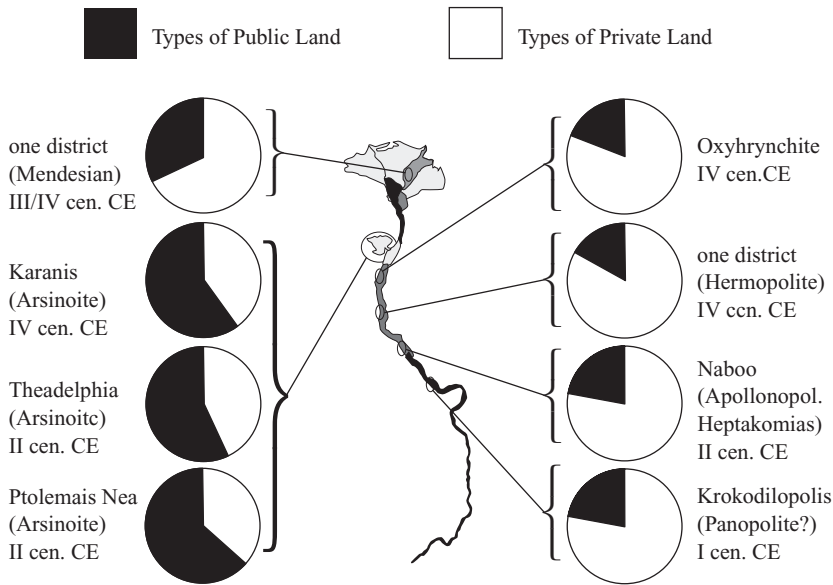 Types of Public Land
Types of Private Land
one district
(Mendesian)
III/IV cen. CE
Karanis
(Arsinoite)
IV cen. CE
Theadelphia
(Arsinoitc)
II cen. CE
Ptolemais Nea
(Arsinoite)
II cen. CE
Oxyhrynchite
IV cen.CE
one district
(Hermopolite)
IV ccn. CE
Naboo
(Apollonopol.
Heptakomias)
II cen. CE
Krokodilopolis
(Panopolite?)
I cen. CE